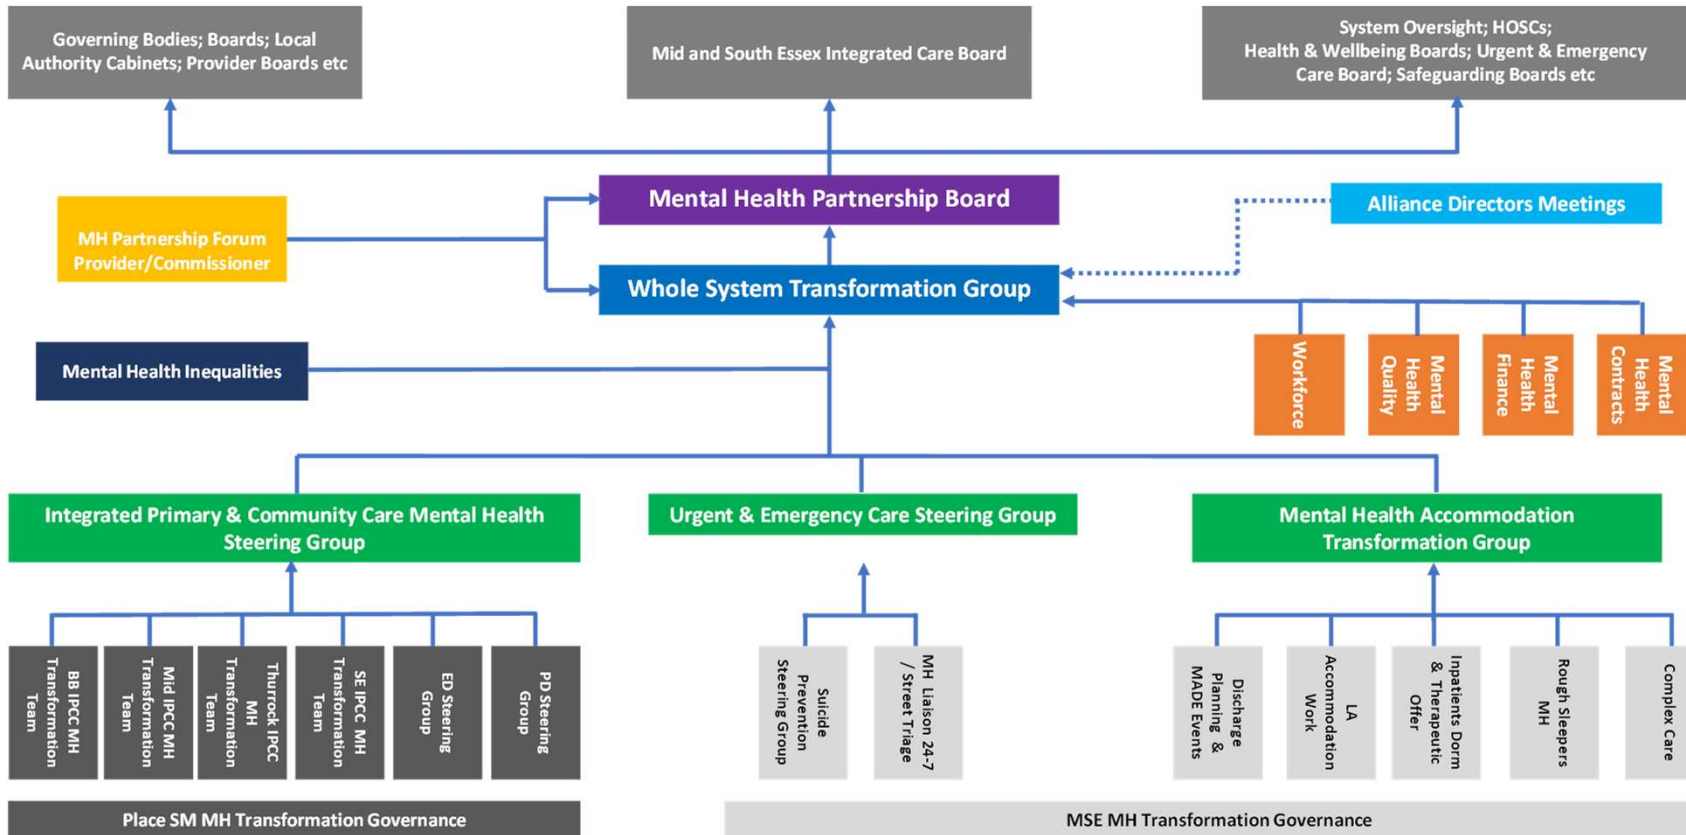 Governing Bodies; Boards; Local
Authority Cabinets; Provider Boards etc
Mid and South Essex Integrated Care Board
System Oversight; HOSCs;
Health & Wellbeing Boards; Urgent & Emergency
Care Board; Safeguarding Boards etc
Mental Health Partnership Board
Alliance Directors Meetings
MH Partnership Forum
Provider/Commissioner
Whole System Transformation Group
Mental Health Inequalities
Workforce
Mental
Health
Quality
Mental
Health
Finance
Mental
Health
Contracts
Integrated Primary & Community Care Mental Health
Steering Group
Urgent & Emergency Care Steering Group
Mental Health Accommodation
Transformation Group
BB IPCC MH
Transformation
Team
Mid IPCC MH
Transformation
Team
Thurrock IPCC
MH
Transformation
Team
SE IPCC MH
Transformation
Team
ED Steering
Group
PD Steering
Group
Suicide
Prevention
Steering Group
MH Liaison 24-7
/ Street Triage
Discharge
Planning &
MADE Events
LA
Accommodation
Work
Inpatients Dorm
& Therapeutic
Offer
Rough Sleepers
MH
Complex Care
Place SM MH Transformation Governance
MSE MH Transformation Governance